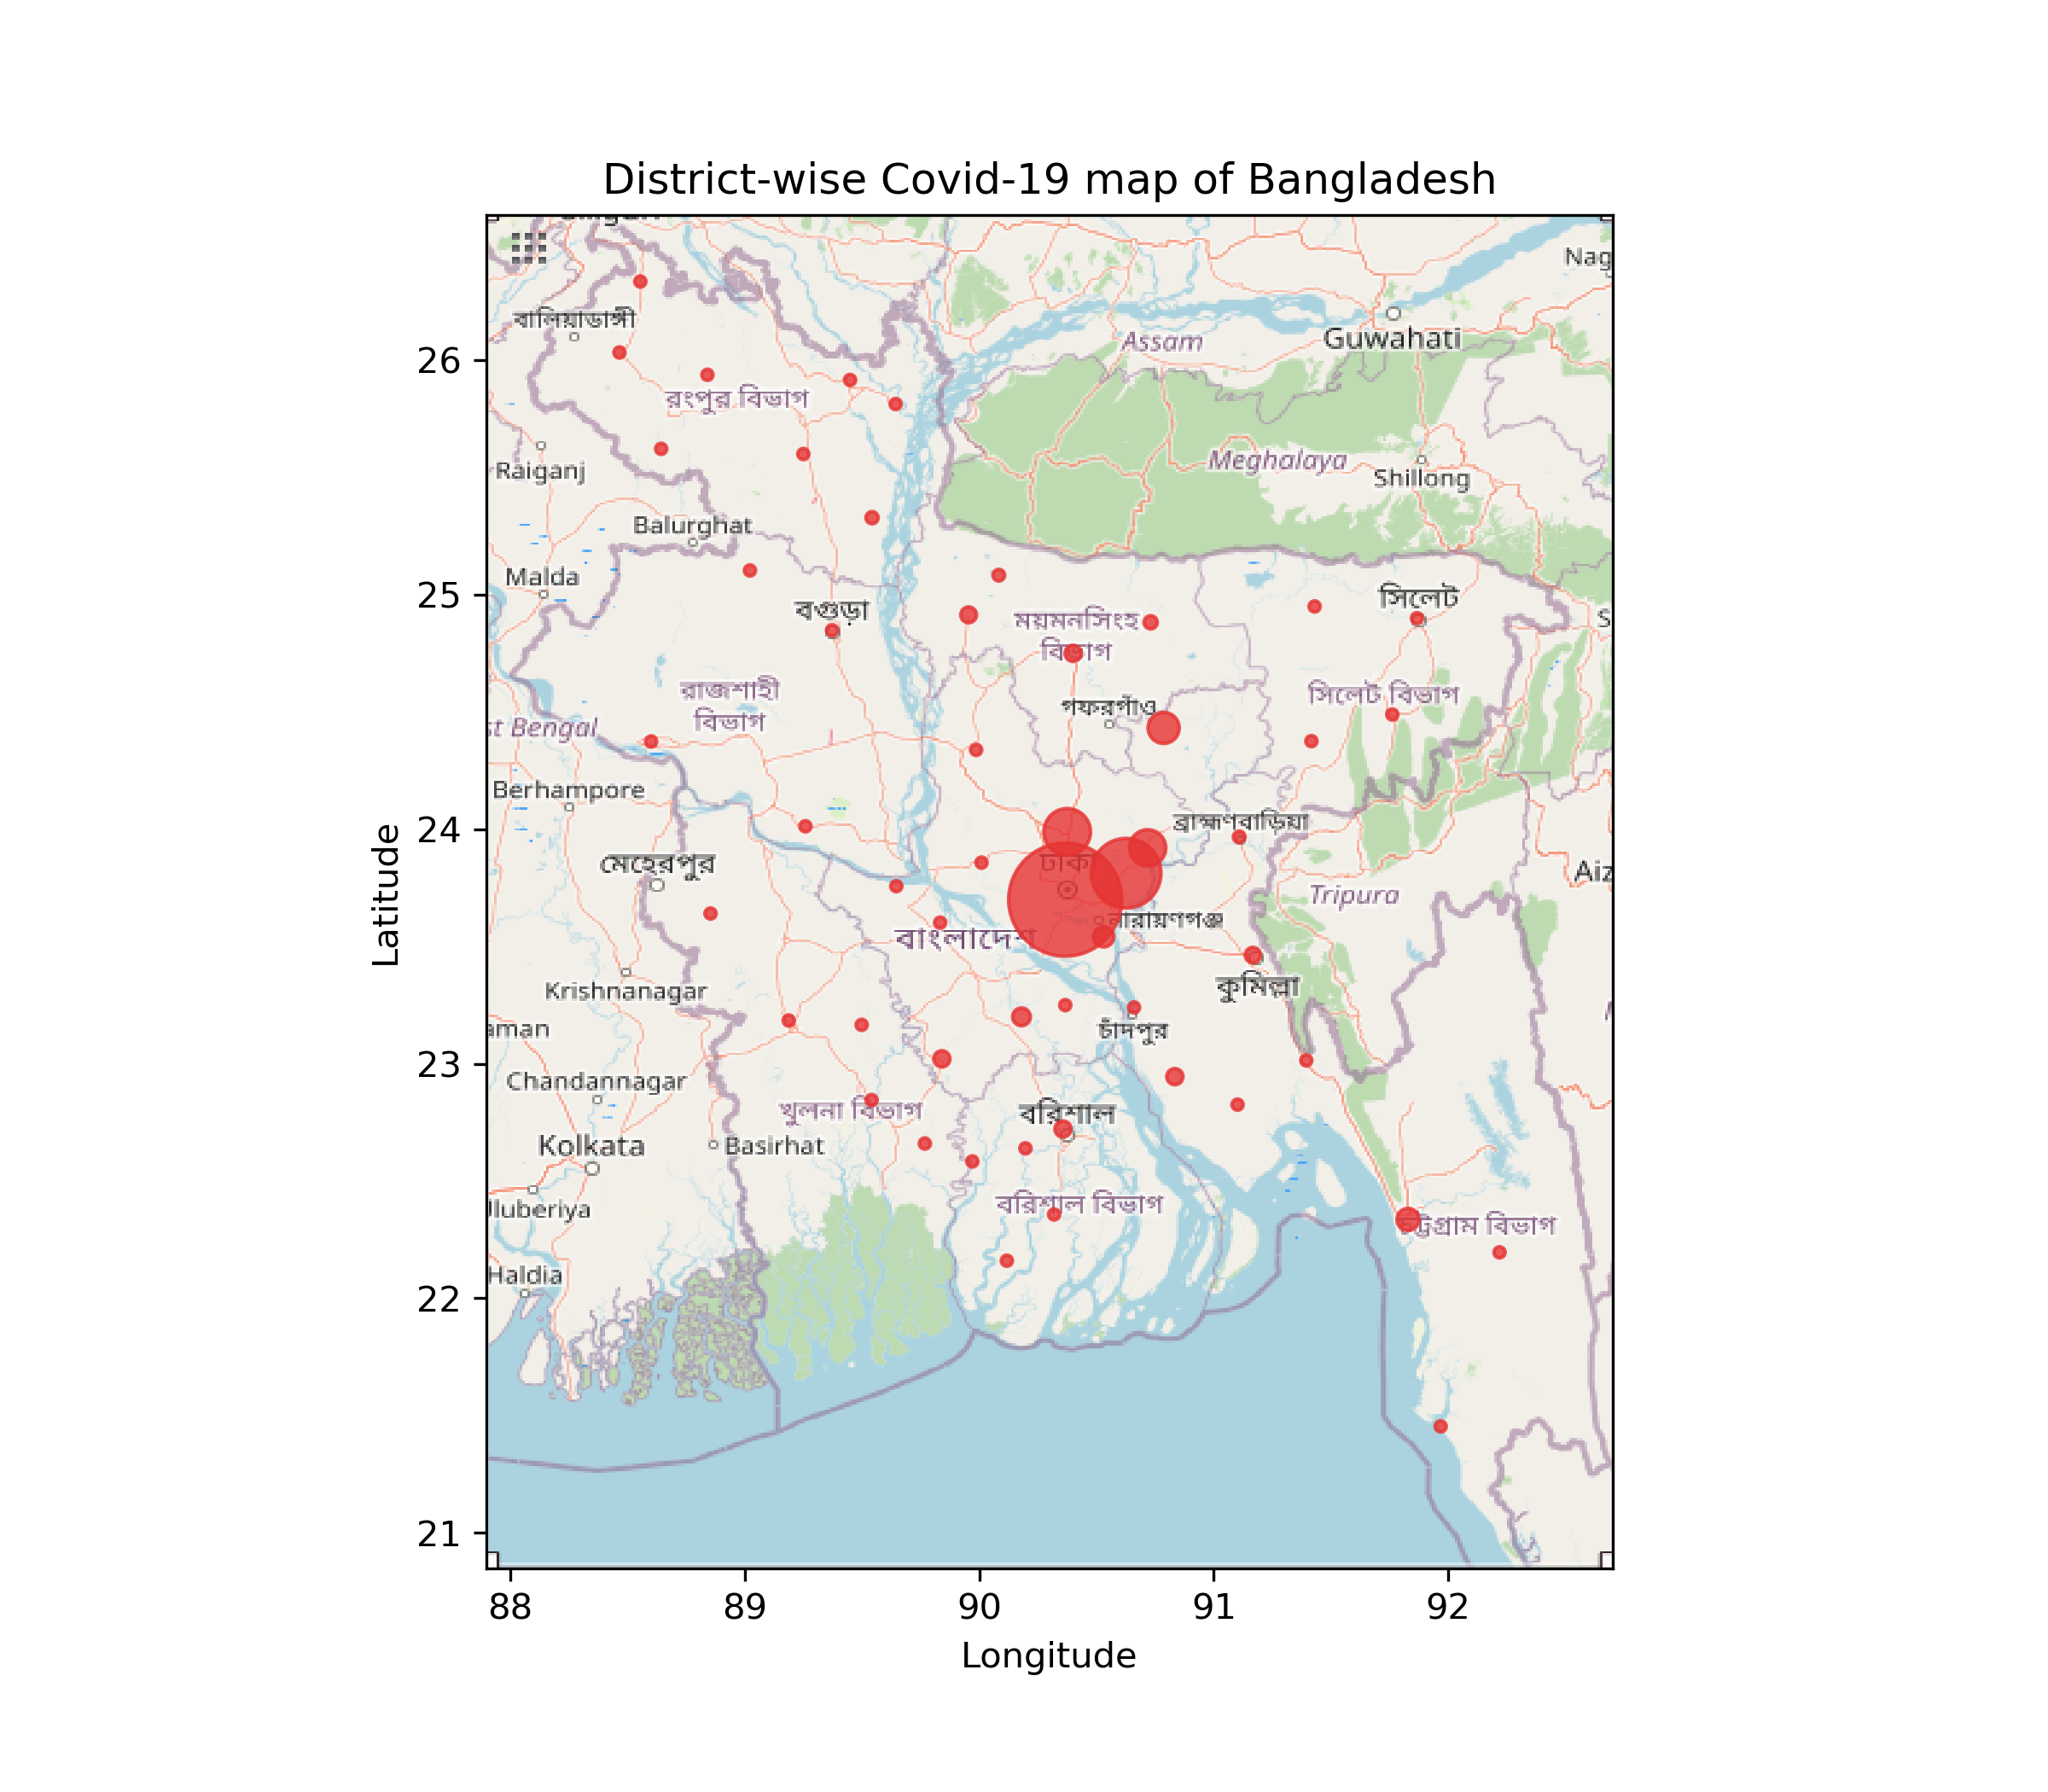 District-wise Covid-19 map of Bangladesh
Nag
বালিয়াডাঙ্গী
Guwahati
Assam
26
রংপুর বিভাগ
Raiganj
Meghalaya
Shillong
Balurghat
Malda
25
বগুড়া
সিলেট
S
ময়মনসিংহ
বিভাগ
রাজশাহী
বিভাগ
সিলেট বিভাগ
গফরগাঁও
st Bengal
Berhampore
24
ব্রাহ্মণবাড়িয়া
মেহেরপুর
ঢাকা
Aiz
Tripura
Latitude
নারায়ণগঞ্জ
বাংলাদেশ
Krishnanagar
কুমিল্লা
aman
চাঁদপুর
23
Chandannagar
খুলনা বিভাগ
বরিশাল
Kolkata
Basirhat
বরিশাল বিভাগ
Uluberiya
চট্টগ্রাম বিভাগ
Haldia
22
21
88 89 90 91 92
Longitude